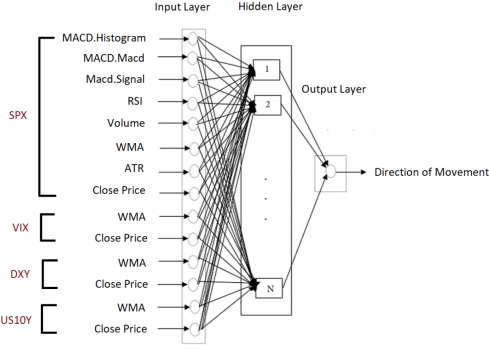 Input Layer
Hidden Layer
MACD.Histogram
MACD.Macd
Macd.Signal
RSI
Volume
WMA
ATR
Close Price
SPX
WMA
Close Price
VIX
WMA
Close Price
DXY
WMA
Close Price
US10Y
1
2
N
Output Layer
Direction of Movement